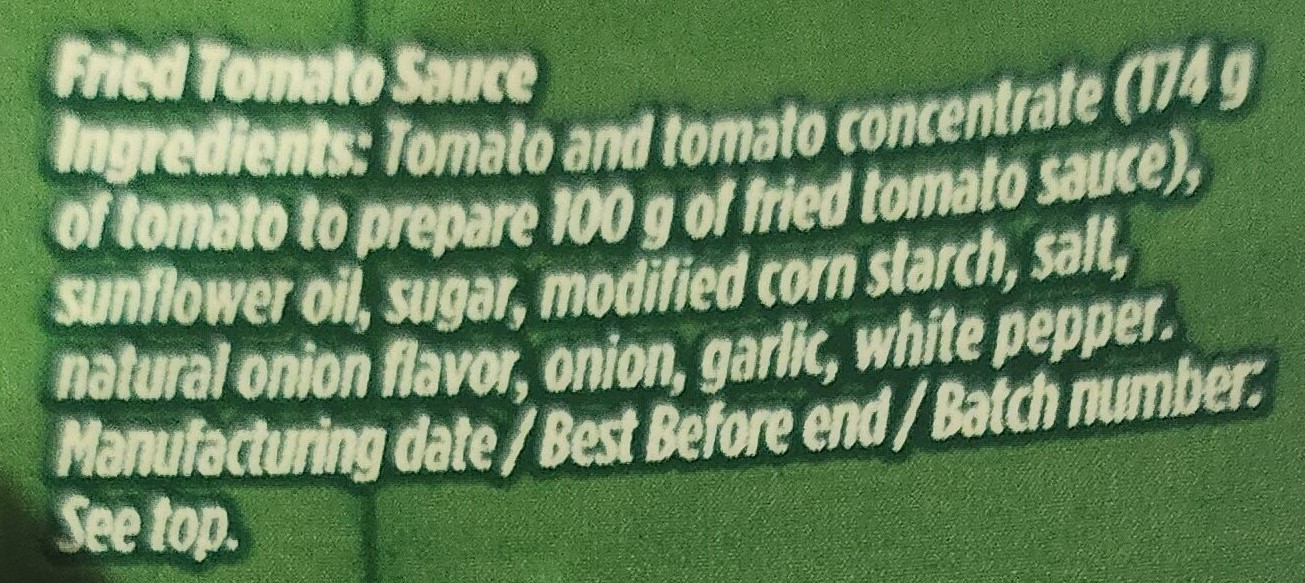 Fried Tomato Sauce
Ingredients: Tomato and tomato concentrate (174 g
of tomato to prepare 100 g of fried tomato sauce),
sunflower oil, sugar, modified corn starch, salt,
natural onion flavor, onion, garlic, white pepper.
Manufacturing date / Best Before end / Batch number:
See top.